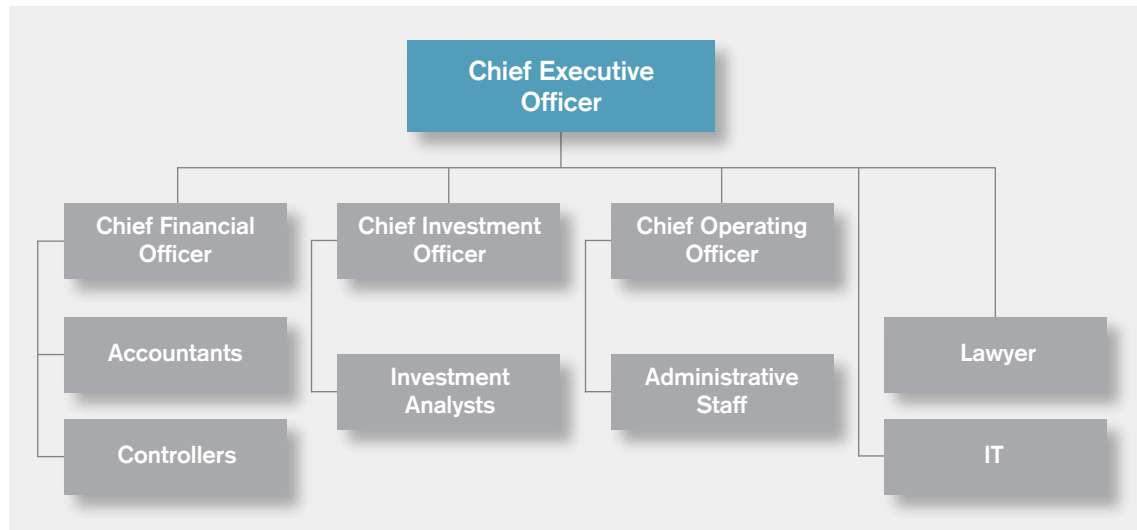 Chief Executive
Officer
Chief Financial
Officer
Chief Investment
Officer
Chief Operating
Officer
Accountants
Investment
Analysts
Administrative
Staff
Lawyer
Controllers
IT